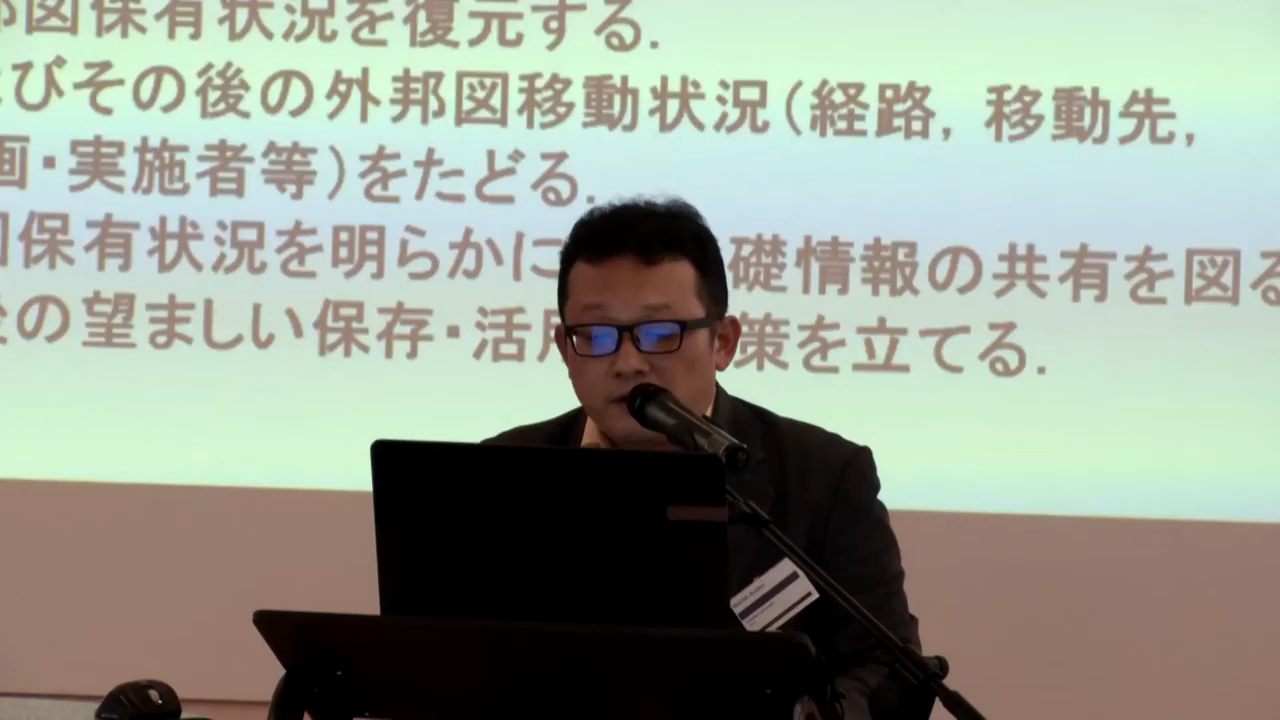 図保有状況を復元する.
びその後の外邦図移動状況(経路, 移動先,
画・実施者等)をたどる.
保有状況を明らかに 礎情報の共有を図る
の望ましい保存・活用 策を立てる.